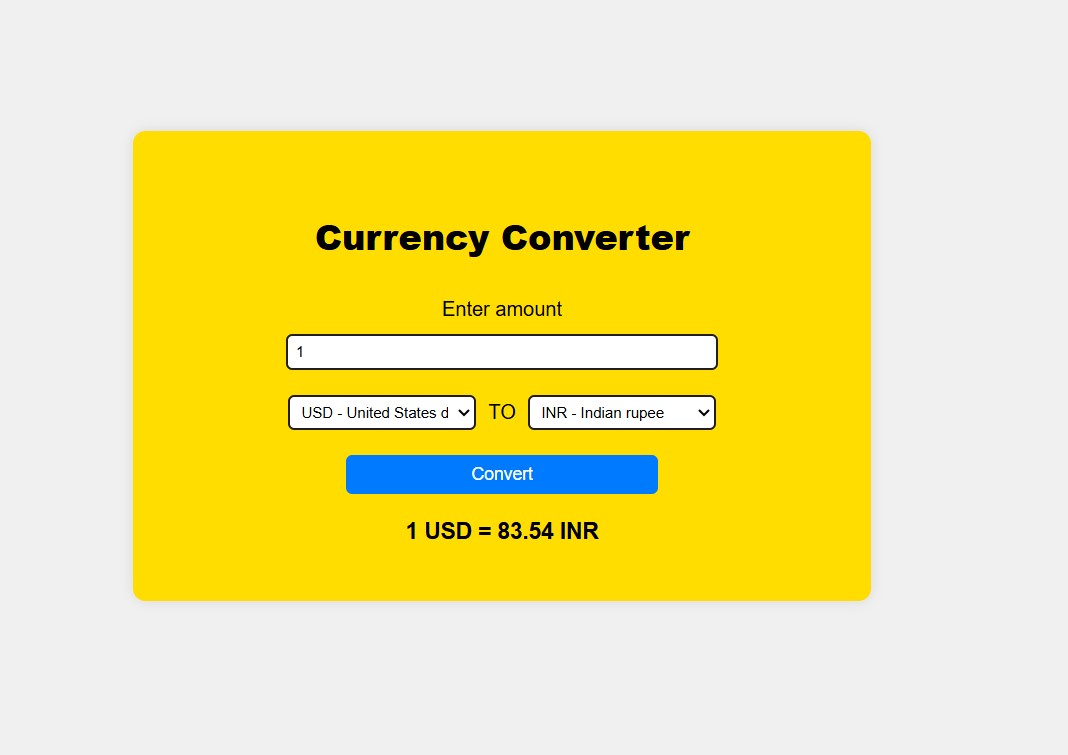 Currency Converter
Enter amount
1
USD - United States d TO INR - Indian rupee
Convert
1 USD = 83.54 INR